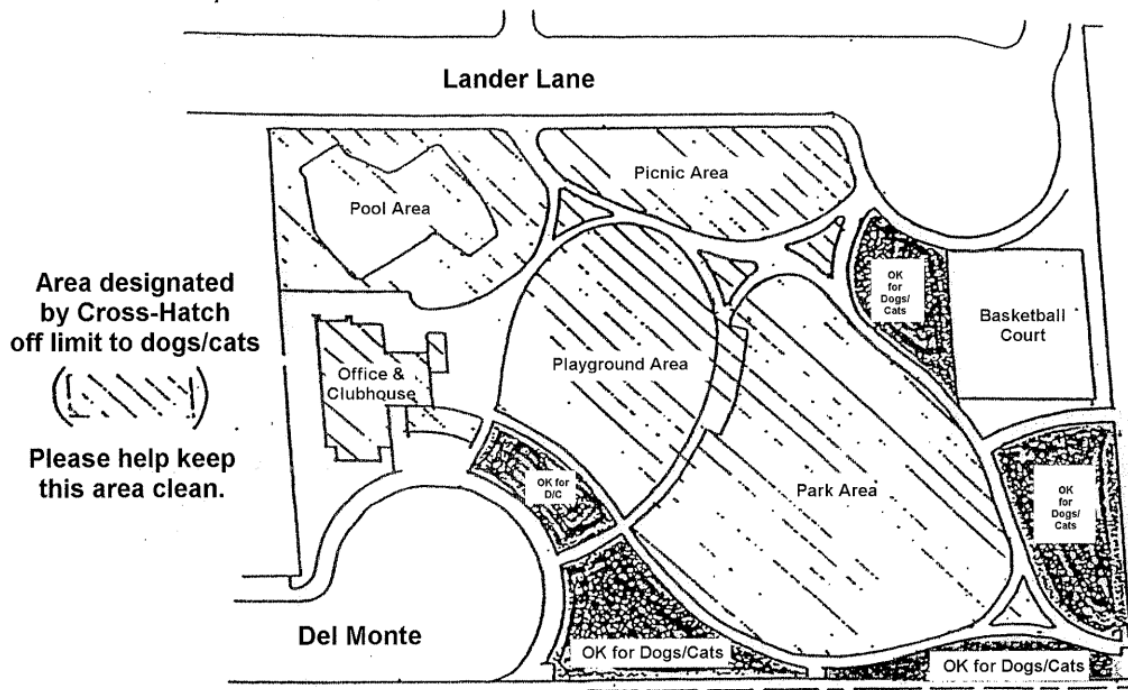 Lander Lane
Picnic Area
Pool Area
Area designated
by Cross-Hatch
off limit to dogs/cats
Please help keep
this area clean.
OK
for
Dogs/
Cats
Basketball
Court
Office &
Clubhouse
Playground Area
OK for
D/C
Park Area
OK
for
Dogs/
Cats
Del Monte
OK for Dogs/Cats
OK for Dogs/Cats